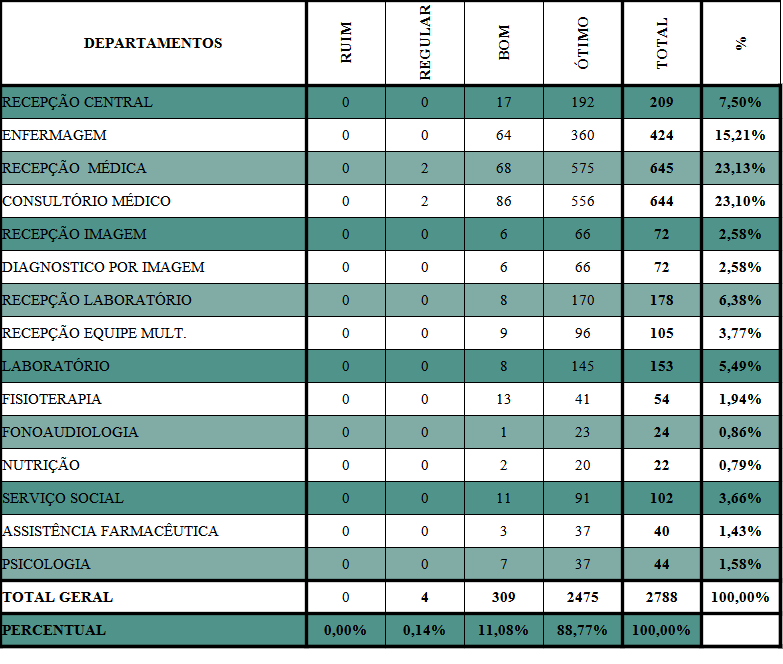 DEPARTAMENTOS RUIM REGULAR BOM ÓTIMO TOTAL %
RECEPÇÃO CENTRAL 0 0 17 192 209 7,50%
ENFERMAGEM 0 0 64 360 424 15,21%
RECEPÇÃO MÉDICA 0 2 68 575 645 23,13%
CONSULTÓRIO MÉDICO 0 2 86 556 644 23,10%
RECEPÇÃO IMAGEM 0 0 6 66 72 2,58%
DIAGNOSTICO POR IMAGEM 0 0 6 66 72 2,58%
RECEPÇÃO LABORATÓRIO 0 0 8 170 178 6,38%
RECEPÇÃO EQUIPE MULT. 0 0 9 96 105 3,77%
LABORATÓRIO 0 0 8 145 153 5,49%
FISIOTERAPIA 0 0 13 41 54 1,94%
FONOAUDIOLOGIA 0 0 1 23 24 0,86%
NUTRIÇÃO 0 0 2 20 22 0,79%
SERVIÇO SOCIAL 0 0 11 91 102 3,66%
ASSISTÊNCIA FARMACÊUTICA 0 0 3 37 40 1,43%
PSICOLOGIA 0 0 7 37 44 1,58%
TOTAL GERAL 0 4 309 2475 2788 100,00%
PERCENTUAL 0,00% 0,14% 11,08% 88,77% 100,00%